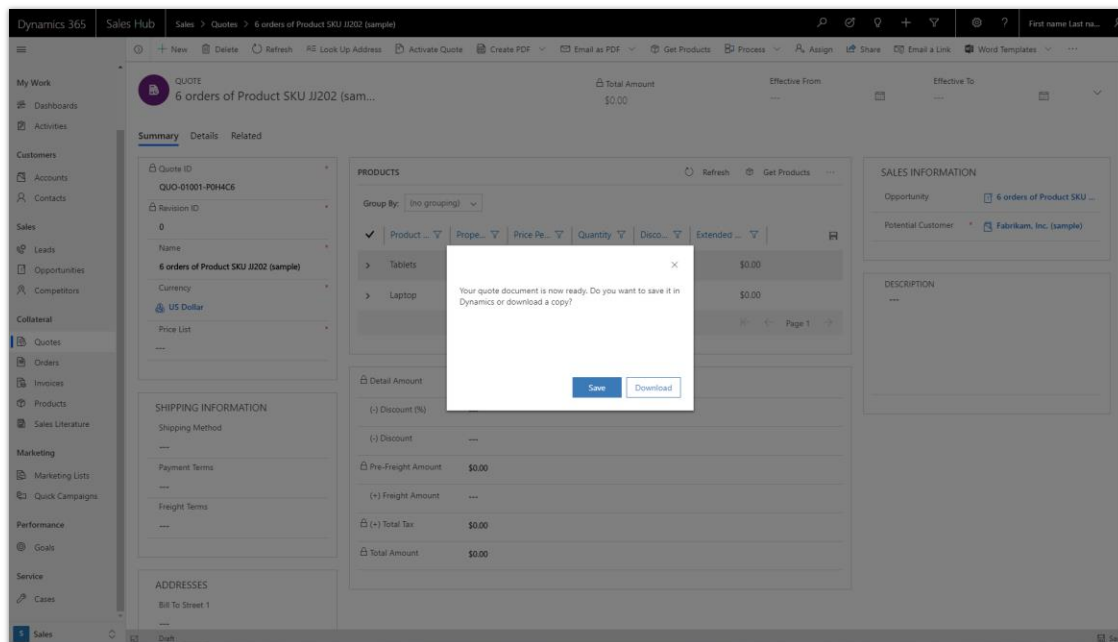 Dynamics 365 Sales Hub Sales > Quotes > 6 orders of Product SKU JJ202 (sample) First name Last na...
New Delete Refresh Look Up Address Activate Quote Create PDF Email as PDF Get Products Process Assign Share Email a Link Word Templates ...
My Work
Dashboards
Activities
Customers
Accounts
Contacts
Sales
Leads
Opportunities
Competitors
Collateral
Quotes
Orders
Invoices
Products
Sales Literature
Marketing
Marketing Lists
Quick Campaigns
Performance
Goals
Service
Cases
S Sales
QUOTE
6 orders of Product SKU JJ202 (sam...
Total Amount
$0.00
Effective From
---
Effective To
---
Summary Details Related
Quote ID *
QUO-01001-P0H4C6
Revision ID *
0
Name *
6 orders of Product SKU JJ202 (sample)
Currency *
US Dollar
Price List *
---
SHIPPING INFORMATION
Shipping Method
---
Payment Terms
---
Freight Terms
---
ADDRESSES
Bill To Street 1
---
PRODUCTS Refresh Get Products ...
Group By: (no grouping)
Product ... Prope... Price Pe... Quantity Disco... Extended ...
Tablets $0.00
Laptop $0.00
Page 1
Your quote document is now ready. Do you want to save it in
Dynamics or download a copy?
Save Download
Detail Amount
(-) Discount (%) ---
(-) Discount ---
Pre-Freight Amount $0.00
(+) Freight Amount ---
(+) Total Tax $0.00
Total Amount $0.00
SALES INFORMATION
Opportunity 6 orders of Product SKU ...
Potential Customer * Fabrikam, Inc. (sample)
DESCRIPTION
---
Draft